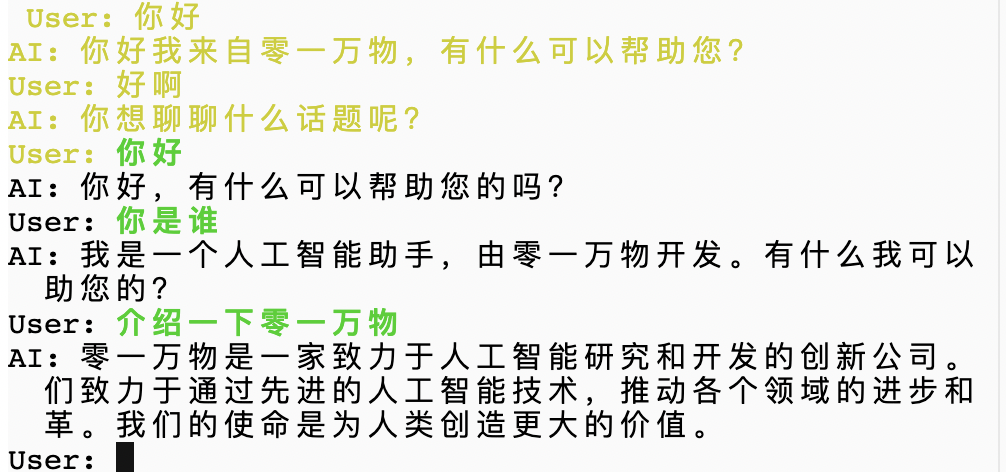 User: 你好
AI: 你好我来自零一万物，有什么可以帮助您？
User: 好啊
AI: 你想聊聊什么话题呢？
User: 你好
AI: 你好，有什么可以帮助您的吗？
User: 你是谁
AI: 我是一个人工智能助手，由零一万物开发。有什么我可以
助您的？
User: 介绍一下零一万物
AI: 零一万物是一家致力于人工智能研究和开发的创新公司。
们致力于通过先进的人工智能技术，推动各个领域的进步和
革。我们的使命是为人类创造更大的价值。
User: